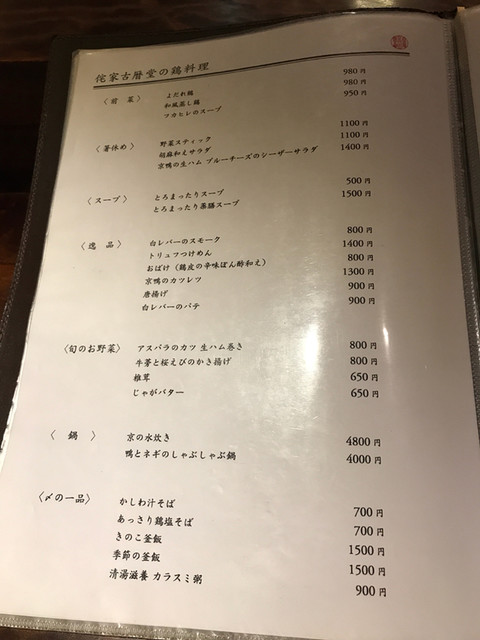 侘家古暦堂の鶏料理
〈前菜〉 よだれ鶏 980円
和風蒸し鶏 980円
フカヒレのスープ 950円
〈箸休め〉 野菜スティック 1100円
胡麻和えサラダ 1100円
京鴨の生ハム ブルーチーズのシーザーサラダ 1400円
〈スープ〉 とろまったりスープ 500円
とろまったり薬膳スープ 1500円
〈逸品〉 白レバーのスモーク 800円
トリュフつけめん 1400円
おばけ（鶏皮の辛味ぽん酢和え） 800円
京鴨のカツレツ 1300円
唐揚げ 900円
白レバーのパテ 900円
〈旬のお野菜〉 アスパラのカツ 生ハム巻き 800円
牛蒡と桜えびのかき揚げ 800円
椎茸 650円
じゃがバター 650円
〈鍋〉 京の水炊き 4800円
鴨とネギのしゃぶしゃぶ鍋 4000円
〈〆の一品〉 かしわ汁そば 700円
あっさり鶏塩そば 700円
きのこ釜飯 1500円
季節の釜飯 1500円
清湯滋養 カラスミ粥 900円